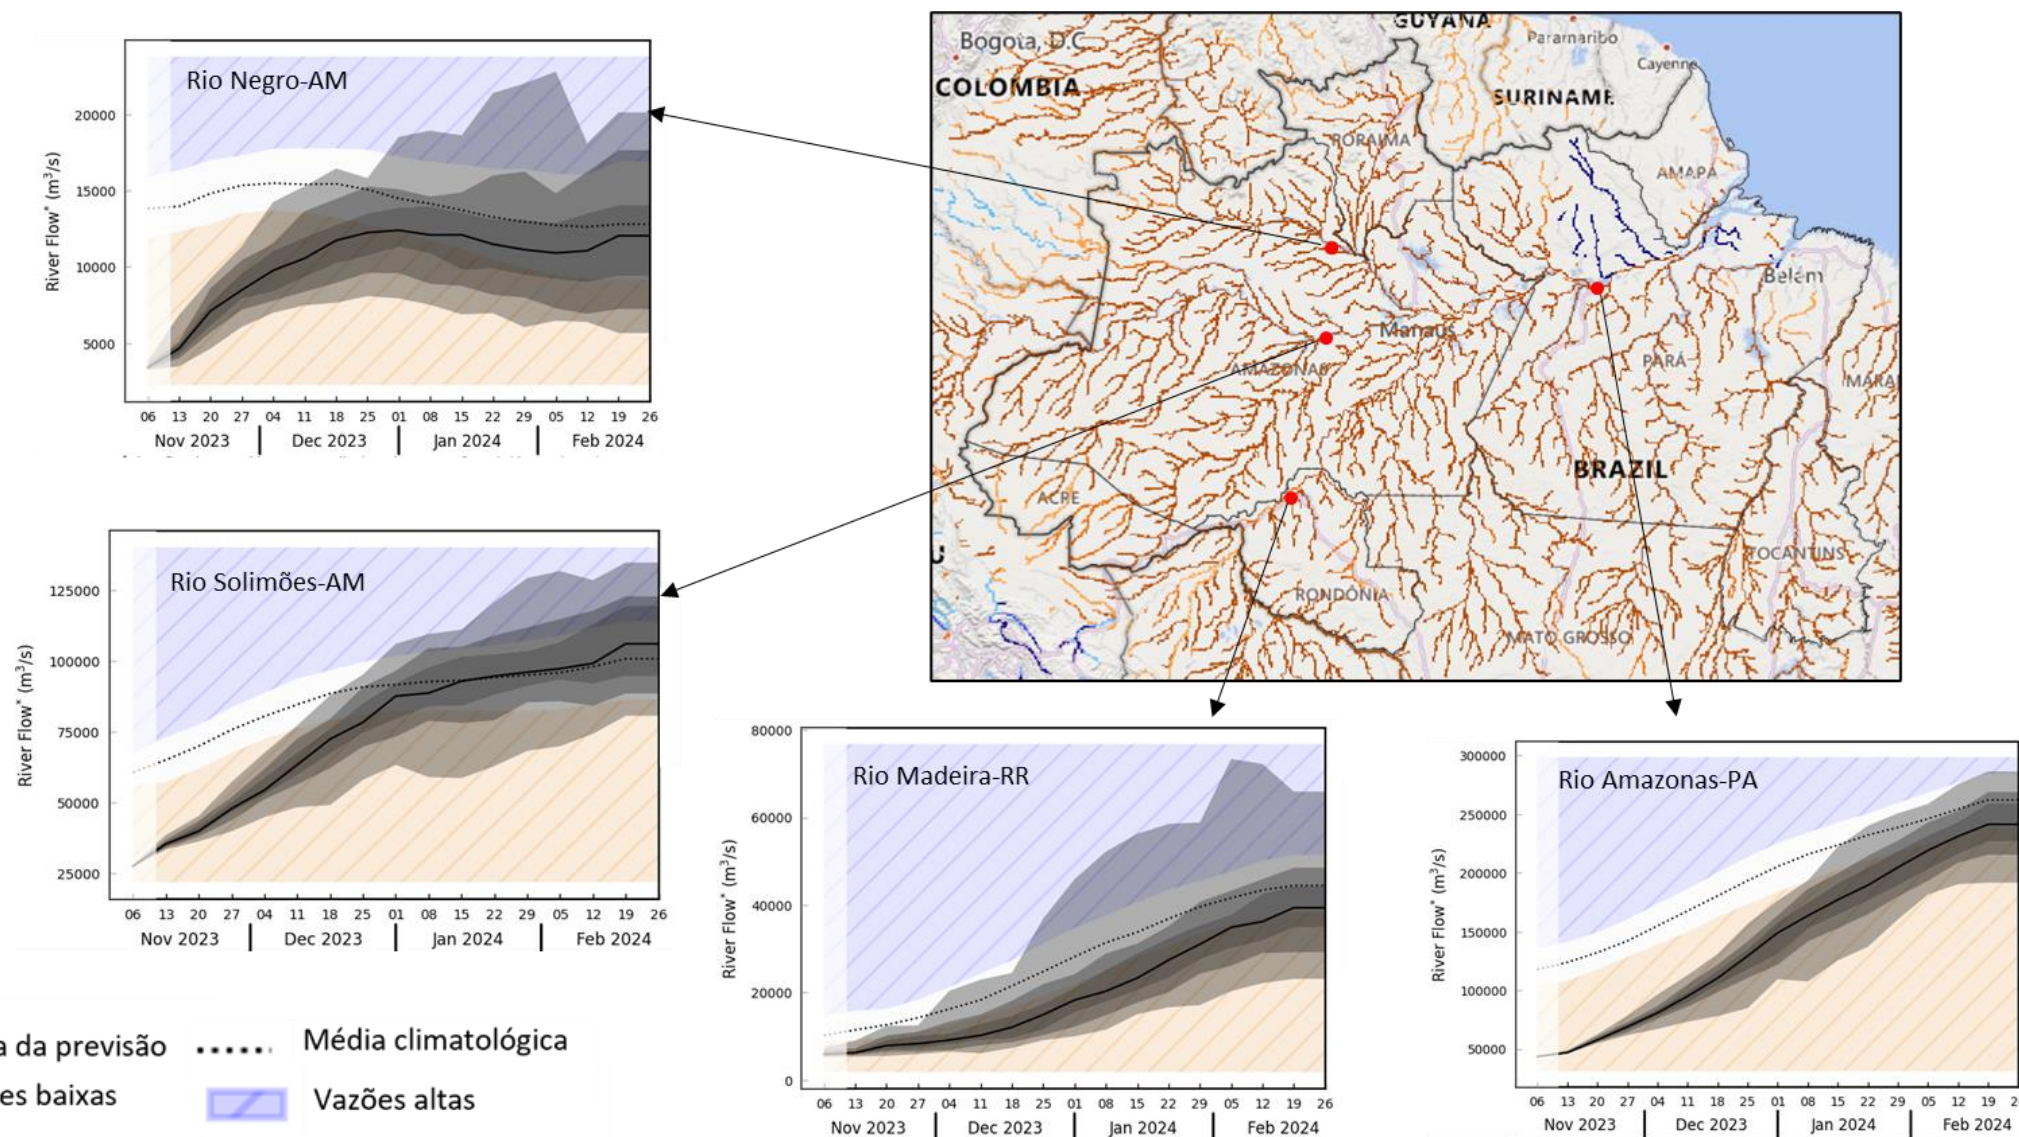 Rio Negro-AM
River Flow* (m³/s)
20000
15000
10000
5000
06 13 20 27 04 11 18 25 01 08 15 22 29 05 12 19 26
Nov 2023 Dec 2023 Jan 2024 Feb 2024
Bogota, D.C
COLOMBIA
GUYANA
Paramaribo
Cayenne
SURINAME
RORAIMA
AMAPÁ
Belém
Manaus
AMAZONAS
PARÁ
MARA
BRAZIL
ACRE
U
TOCANTINS
RONDÔNIA
MATO GROSSO
Rio Solimões-AM
River Flow* (m³/s)
125000
100000
75000
50000
25000
06 13 20 27 04 11 18 25 01 08 15 22 29 05 12 19 26
Nov 2023 Dec 2023 Jan 2024 Feb 2024
Rio Madeira-RR
River Flow* (m³/s)
80000
60000
40000
20000
0
06 13 20 27 04 11 18 25 01 08 15 22 29 05 12 19 26
Nov 2023 Dec 2023 Jan 2024 Feb 2024
Rio Amazonas-PA
River Flow* (m³/s)
300000
250000
200000
150000
100000
50000
06 13 20 27 04 11 18 25 01 08 15 22 29 05 12 19 2
Nov 2023 Dec 2023 Jan 2024 Feb 2024
a da previsão Média climatológica
es baixas Vazões altas